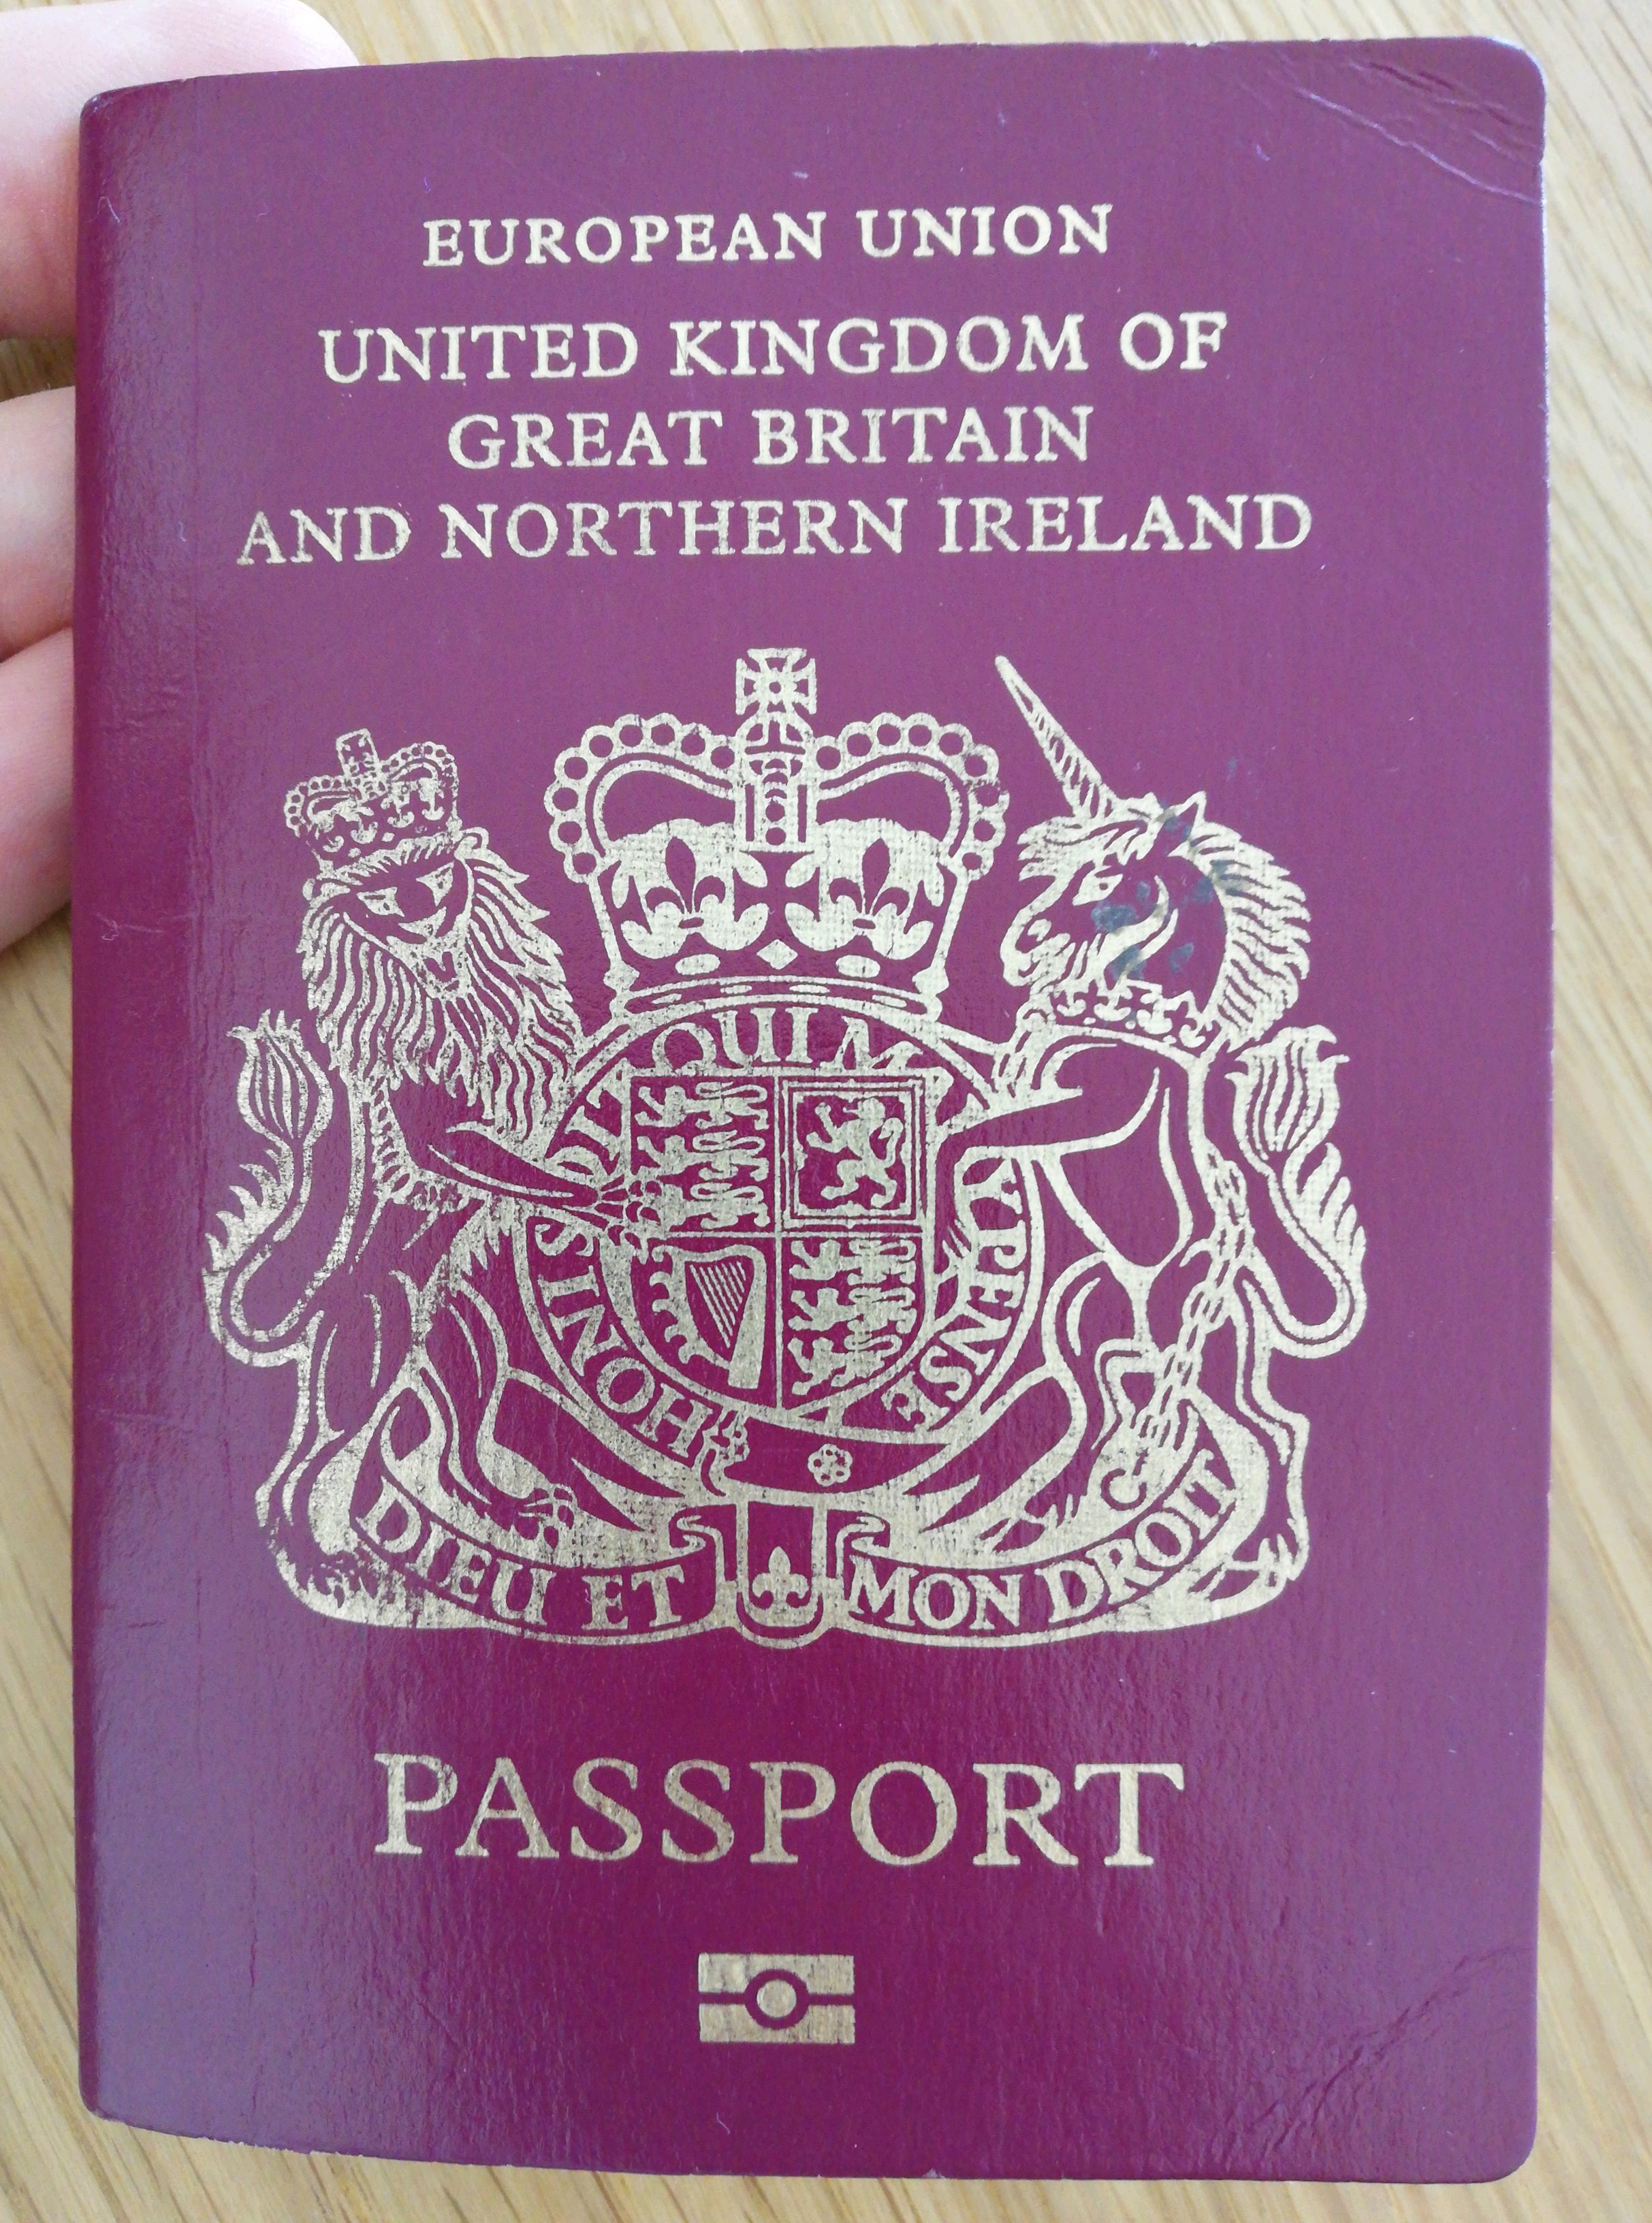 EUROPEAN UNION
UNITED KINGDOM OF
GREAT BRITAIN
AND NORTHERN IRELAND
HONI SOIT QUI MAL Y PENSE
DIEU ET MON DROIT
PASSPORT